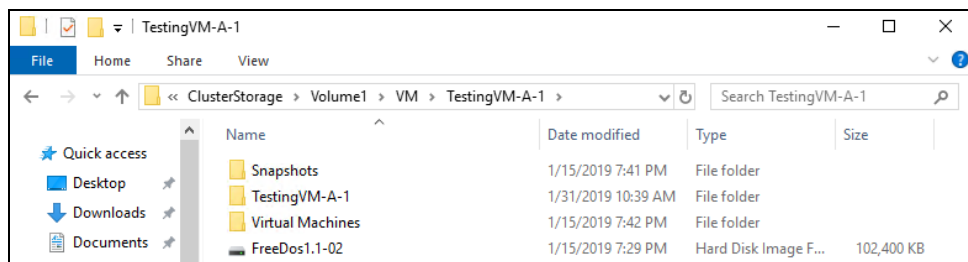 TestingVM-A-1
File Home Share View
« ClusterStorage > Volume1 > VM > TestingVM-A-1 > Search TestingVM-A-1
Name Date modified Type Size
Quick access
Snapshots 1/15/2019 7:41 PM File folder
Desktop
TestingVM-A-1 1/31/2019 10:39 AM File folder
Downloads
Virtual Machines 1/15/2019 7:42 PM File folder
Documents
FreeDos1.1-02 1/15/2019 7:29 PM Hard Disk Image F... 102,400 KB